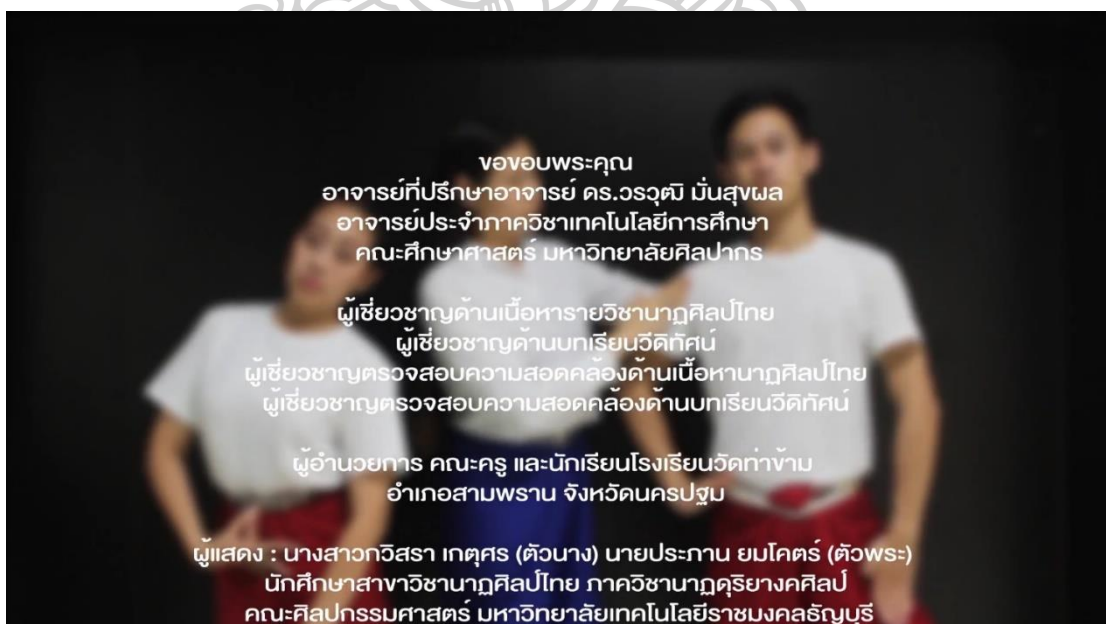 ขอขอบพระคุณ
อาจารย์ที่ปรึกษาอาจารย์ ดร.วรวุฒิ มั่นสุขผล
อาจารย์ประจำภาควิชาเทคโนโลยีการศึกษา
คณะศึกษาศาสตร์ มหาวิทยาลัยศิลปากร
ผู้เชี่ยวชาญด้านเนื้อหารายวิชานาฏศิลป์ไทย
ผู้เชี่ยวชาญด้านบทเรียนวีดิทัศน์
ผู้เชี่ยวชาญตรวจสอบความสอดคล้องด้านเนื้อหานาฏศิลป์ไทย
ผู้เชี่ยวชาญตรวจสอบความสอดคล้องด้านบทเรียนวีดิทัศน์
ผู้อำนวยการ คณะครู และนักเรียนโรงเรียนวัดท่าข้าม
อำเภอสามพราน จังหวัดนครปฐม
ผู้แสดง : นางสาวกวิสรา เกตุศร (ตัวนาง) นายประภาน ยมโคตร์ (ตัวพระ)
นักศึกษาสาขาวิชานาฏศิลป์ไทย ภาควิชานาฏดุริยางคศิลป์
คณะศิลปกรรมศาสตร์ มหาวิทยาลัยเทคโนโลยีราชมงคลธัญบุรี